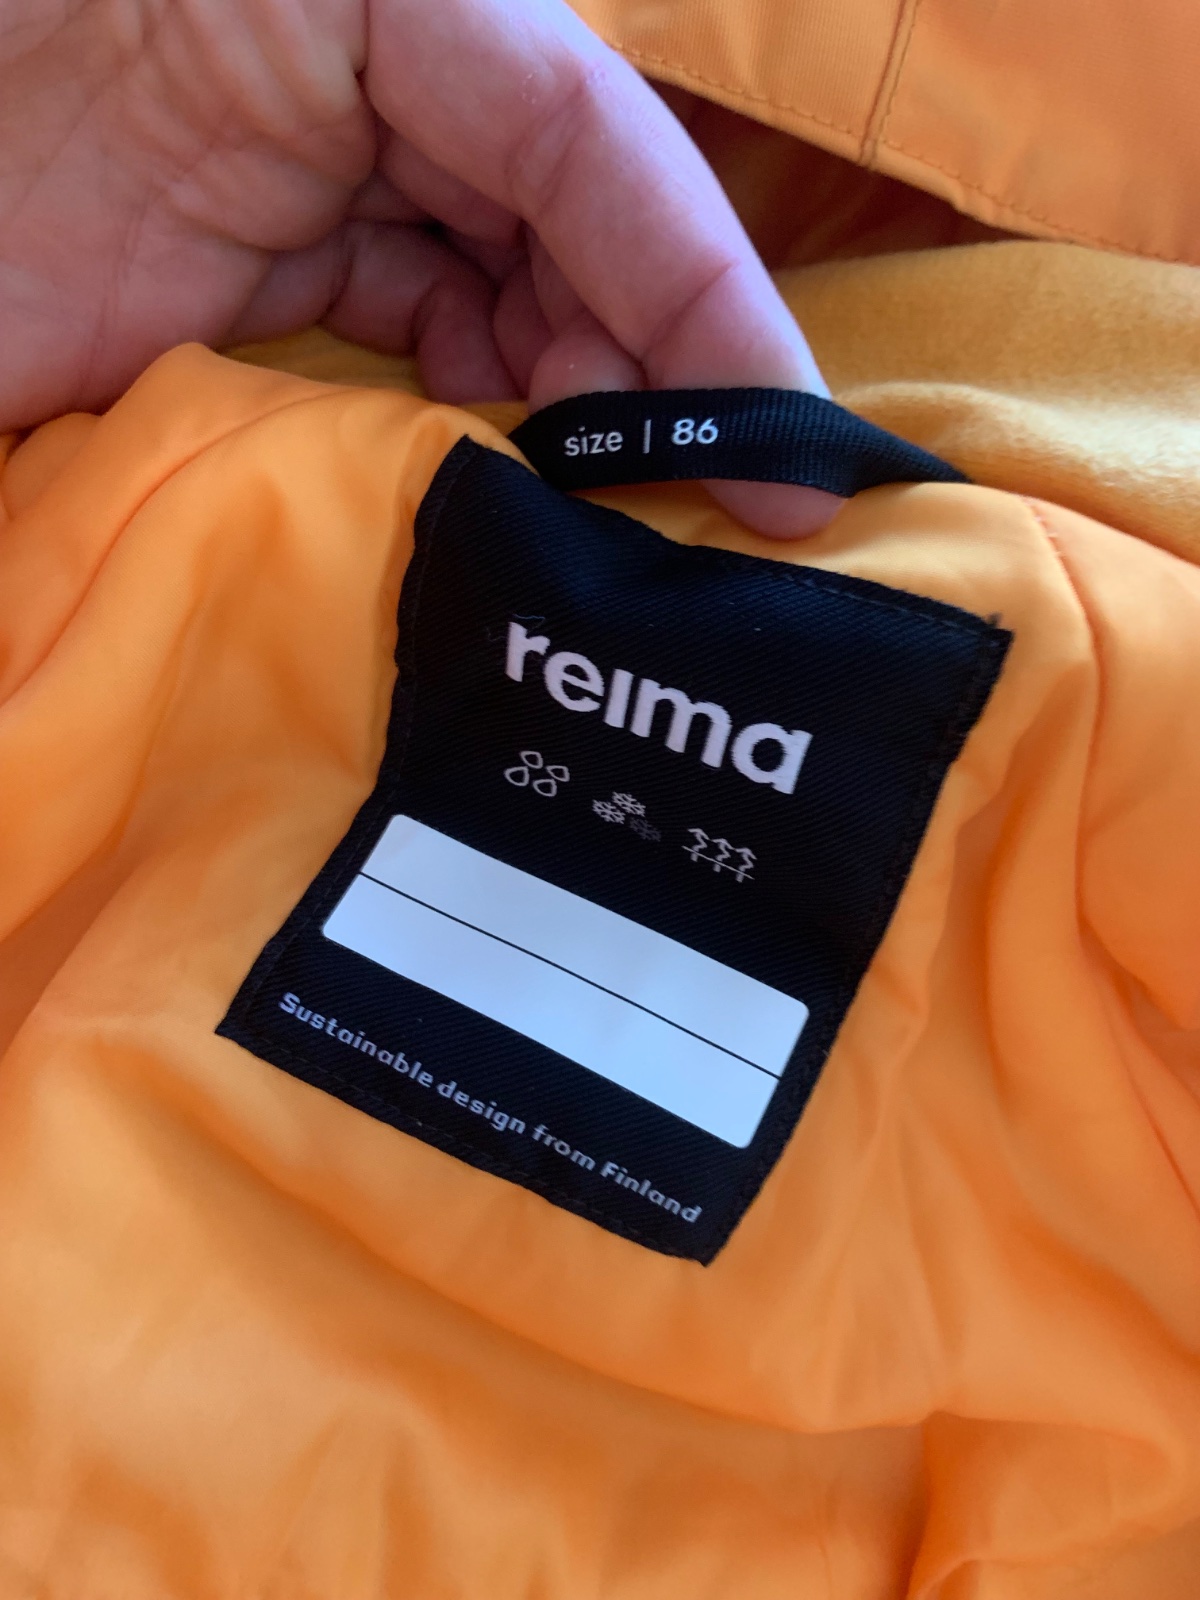 size | 86
reima
Sustainable design from Finland